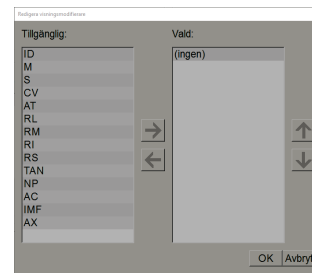 Redigera visningsmodifierare
Tillgänglig:
Vald:
ID
M
S
CV
AT
RL
RM
RI
RS
TAN
NP
AC
IMF
AX
(ingen)
OK
Avbryt